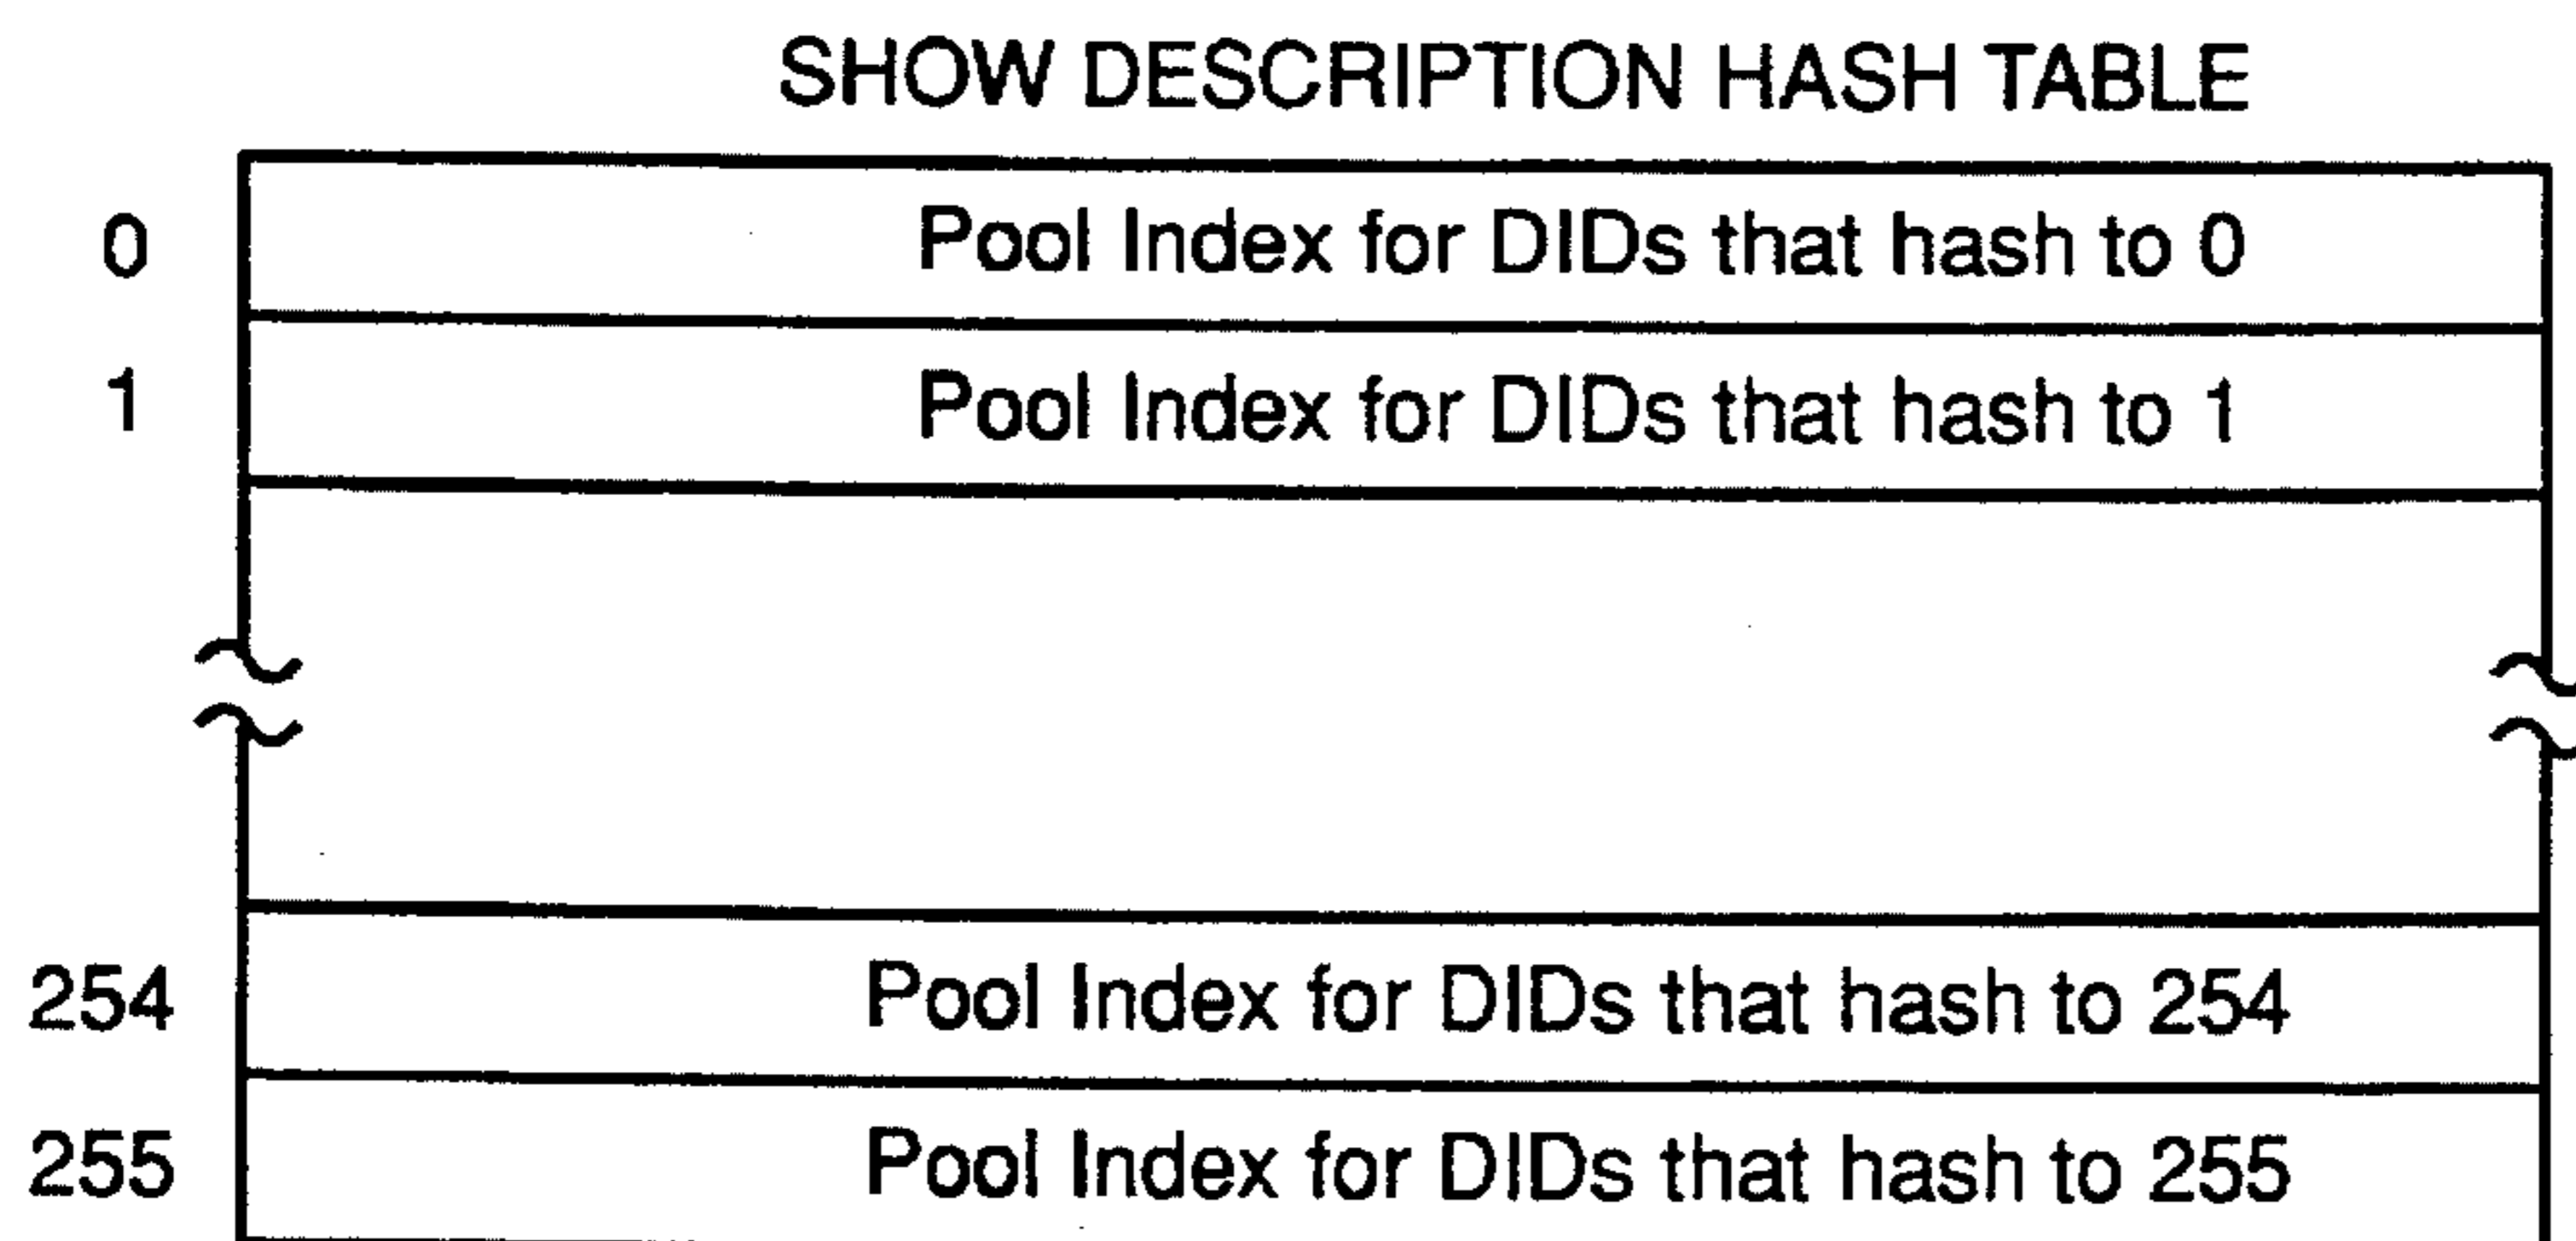 SHOW DESCRIPTION HASH TABLE
0 Pool Index for DIDs that hash to 0
1 Pool Index for DIDs that hash to 1
254 Pool Index for DIDs that hash to 254
255 Pool Index for DIDs that hash to 255